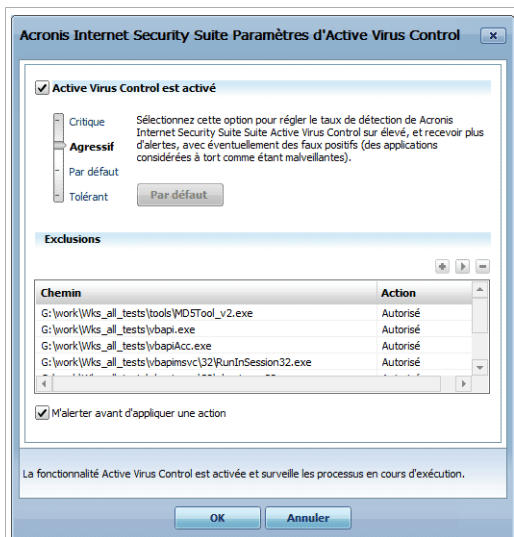 Acronis Internet Security Suite Paramètres d'Active Virus Control
Active Virus Control est activé
Critique
Agressif
Par défaut
Tolérant
Sélectionnez cette option pour régler le taux de détection de Acronis
Internet Security Suite Suite Active Virus Control sur élevé, et recevoir plus
d'alertes, avec éventuellement des faux positifs (des applications
considérées à tort comme étant malveillantes).
Par défaut
Exclusions
Chemin Action
G:\work\Wks_all_tests\tools\MD5Tool_v2.exe Autorisé
G:\work\Wks_all_tests\vbapi.exe Autorisé
G:\work\Wks_all_tests\vbapiAcc.exe Autorisé
G:\work\Wks_all_tests\vbapimsvc\32\RunInSession32.exe Autorisé
M'alerter avant d'appliquer une action
La fonctionnalité Active Virus Control est activée et surveille les processus en cours d'exécution.
OK Annuler